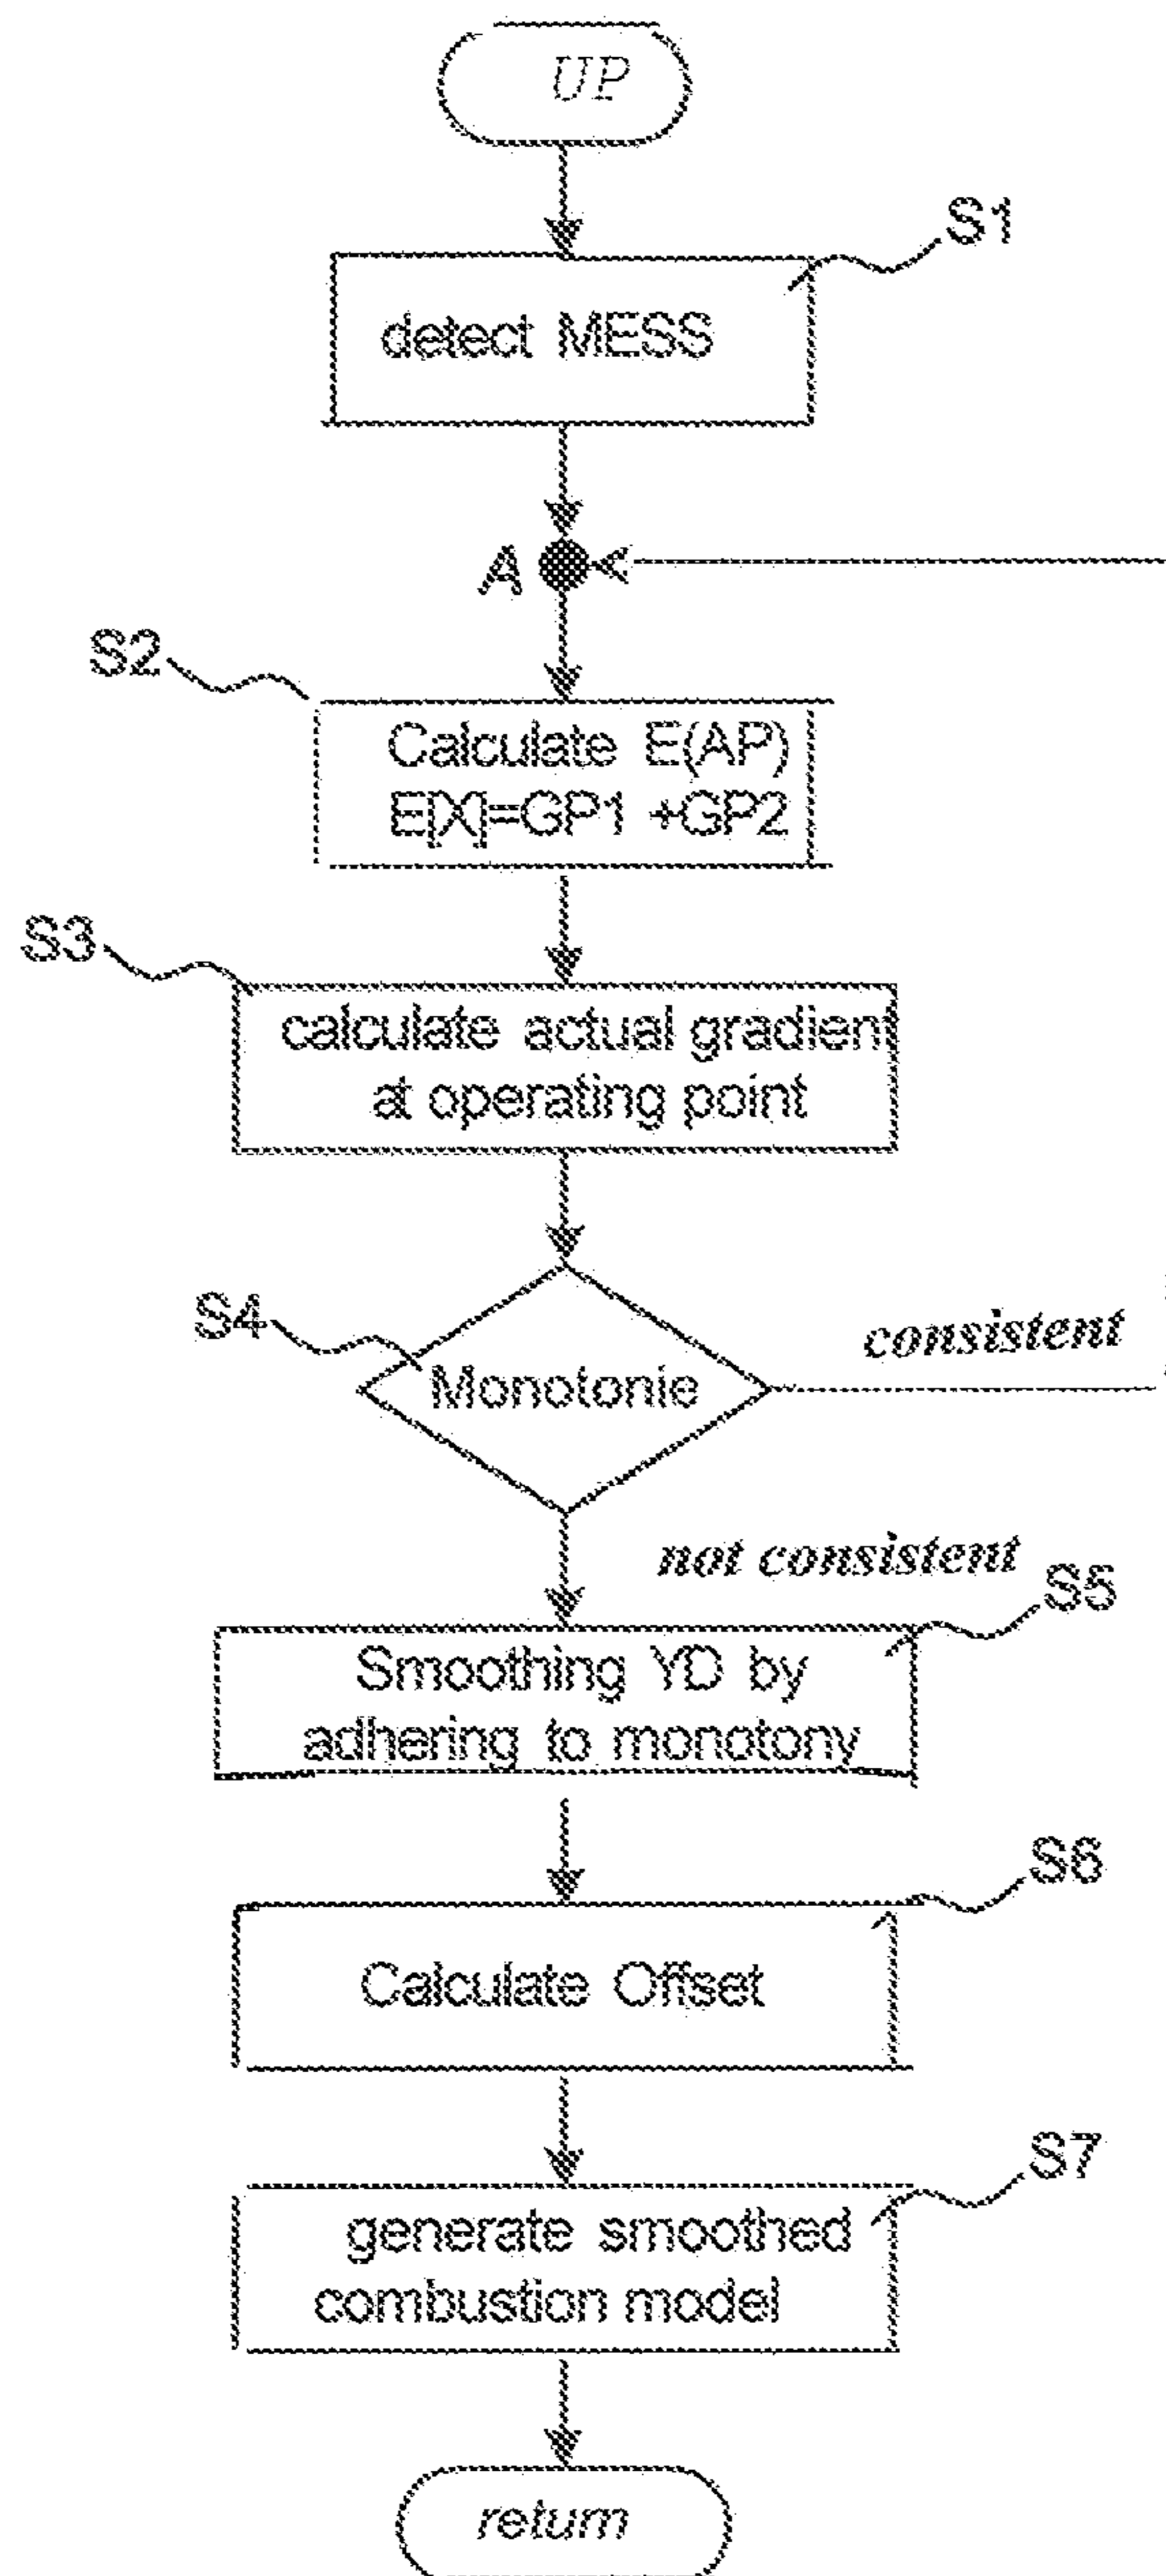 UP
S1
detect MESS
A
S2
Calculate E(AP)
E[X]=GP1 +GP2
S3
calculate actual gradient
at operating point
S4
Monotonie
consistent
not consistent
S5
Smoothing YD by
adhering to monotony
S6
Calculate Offset
S7
generate smoothed
combustion model
return